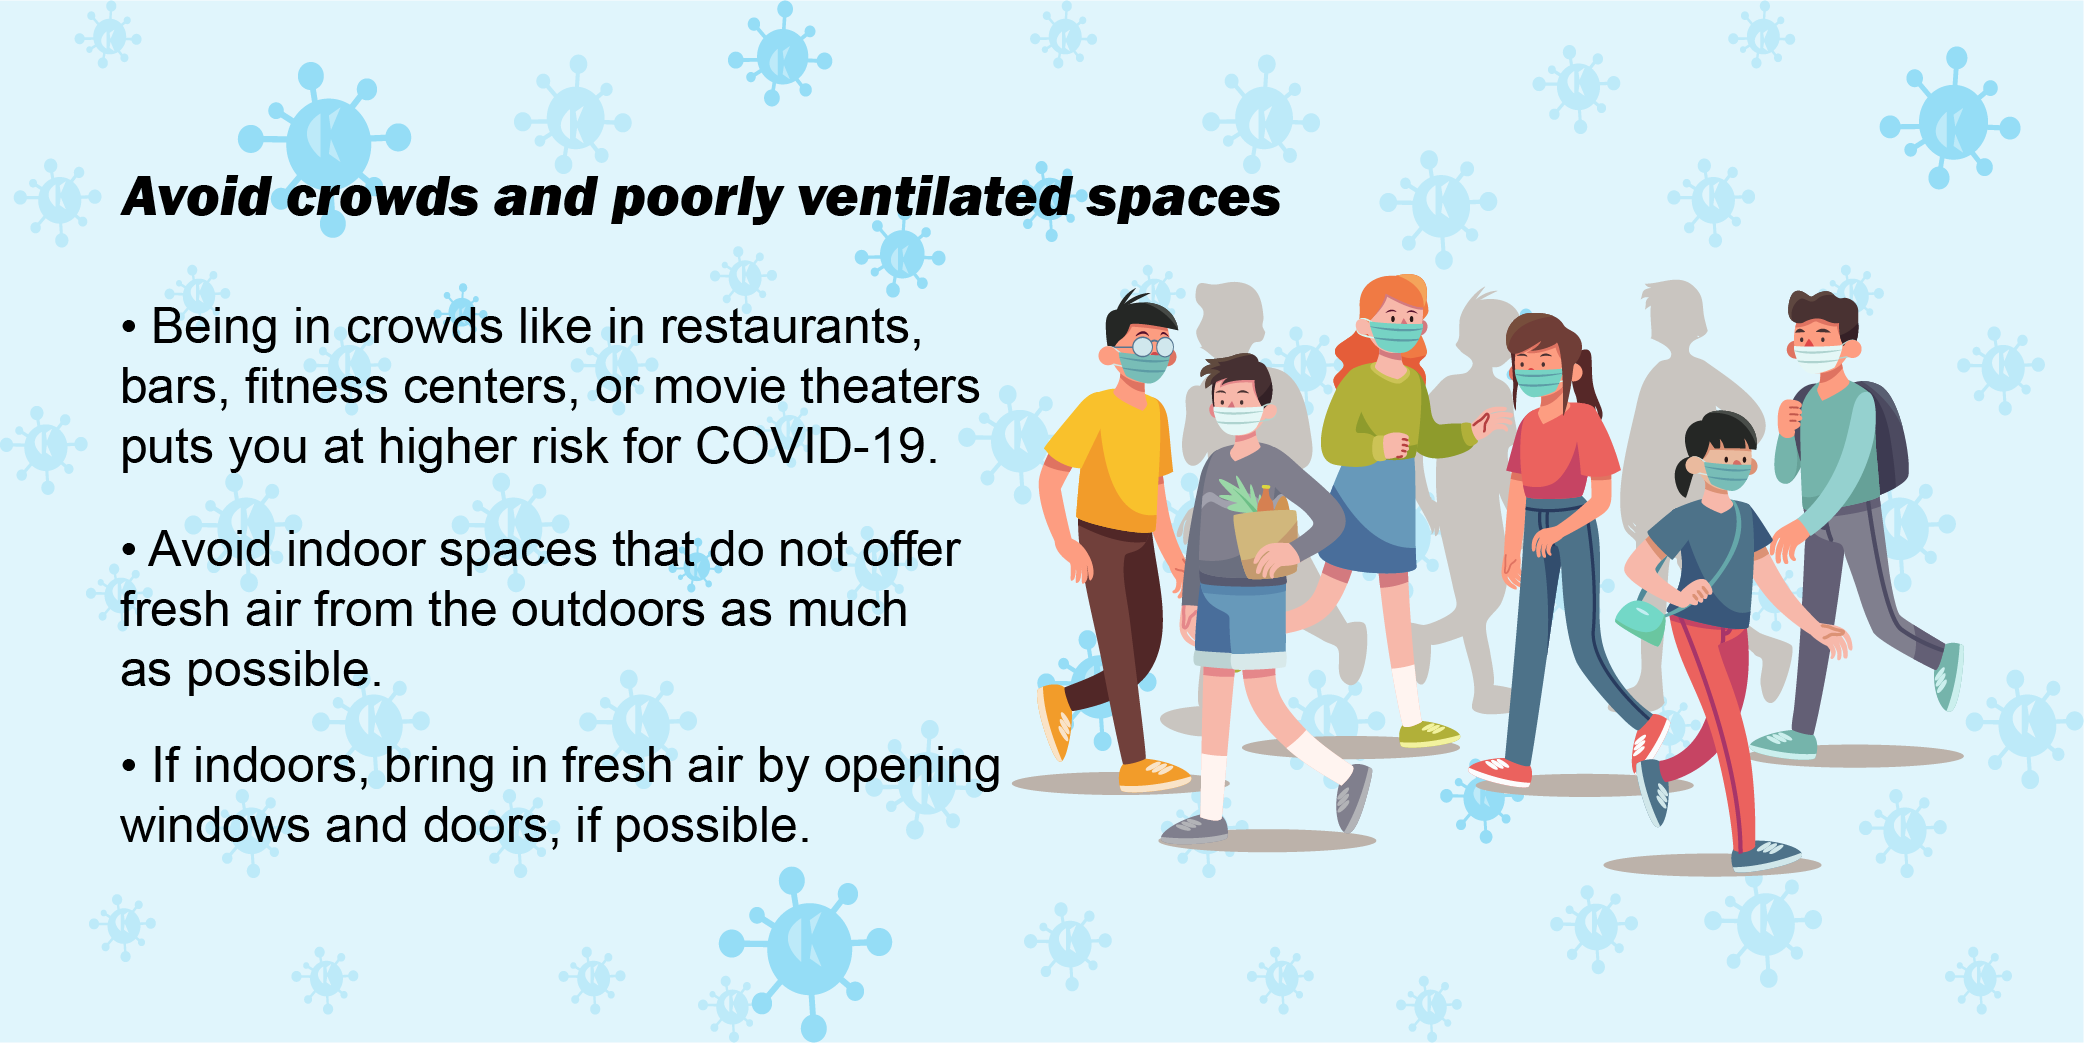 Avoid crowds and poorly ventilated spaces
• Being in crowds like in restaurants,
bars, fitness centers, or movie theaters
puts you at higher risk for COVID-19.
• Avoid indoor spaces that do not offer
fresh air from the outdoors as much
as possible.
• If indoors, bring in fresh air by opening
windows and doors, if possible.